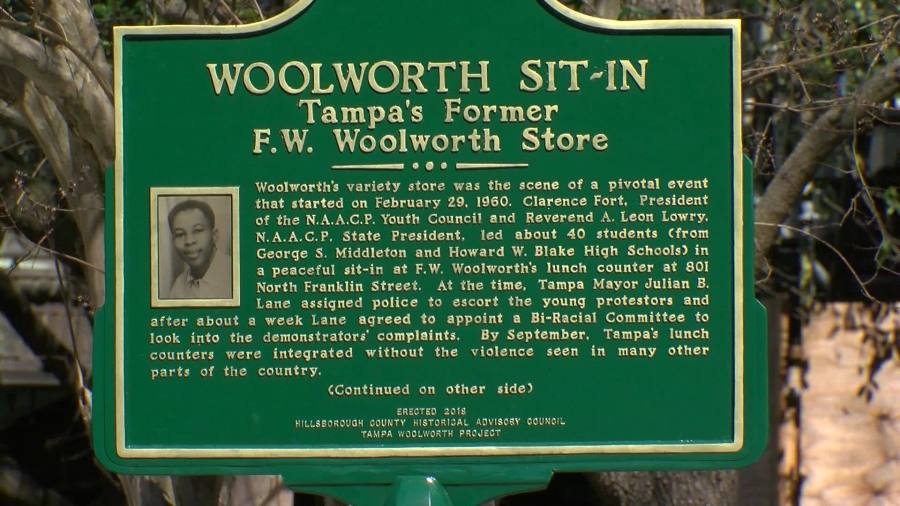 WOOLWORTH SIT-IN
Tampa's Former
F.W. Woolworth Store
Woolworth's variety store was the scene of a pivotal event
that started on February 29, 1960. Clarence Fort, President
of the N.A.A.C.P. Youth Council and Reverend A. Leon Lowry,
N.A.A.C.P. State President, led about 40 students (from
George S. Middleton and Howard W. Blake High Schools) in
a peaceful sit-in at F.W. Woolworth's lunch counter at 801
North Franklin Street. At the time, Tampa Mayor Julian B.
Lane assigned police to escort the young protestors and
after about a week Lane agreed to appoint a Bi-Racial Committee to
look into the demonstrators' complaints. By September, Tampa's lunch
counters were integrated without the violence seen in many other
parts of the country.
(Continued on other side)
ERECTED 2018
HILLSBOROUGH COUNTY HISTORICAL ADVISORY COUNCIL
TAMPA WOOLWORTH PROJECT